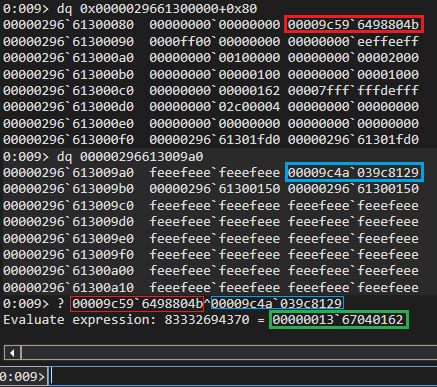 0:009> dq 0x0000029661300000+0x80
00000296`61300080  00000000`00000000 00009c59`6498804b
00000296`61300090  0000ff00`00000000 00000000`eeffeeff
00000296`613000a0  00000000`00100000 00000000`00002000
00000296`613000b0  00000000`00000100 00000000`00001000
00000296`613000c0  00000000`00000162 00007fff`fffdefff
00000296`613000d0  00000000`02c00004 00000000`00000000
00000296`613000e0  00000000`00000000 00000000`00000000
00000296`613000f0  00000296`61301fd0 00000296`61301fd0
0:009> dq 00000296613009a0
00000296`613009a0  feeefeee`feeefeee 00009c4a`039c8129
00000296`613009b0  00000296`61300150 00000296`61300150
00000296`613009c0  feeefeee`feeefeee feeefeee`feeefeee
00000296`613009d0  feeefeee`feeefeee feeefeee`feeefeee
00000296`613009e0  feeefeee`feeefeee feeefeee`feeefeee
00000296`613009f0  feeefeee`feeefeee feeefeee`feeefeee
00000296`61300a00  feeefeee`feeefeee feeefeee`feeefeee
00000296`61300a10  feeefeee`feeefeee feeefeee`feeefeee
0:009> ? 00009c59`6498804b^00009c4a`039c8129
Evaluate expression: 83332694370 = 00000013`67040162
0:009>